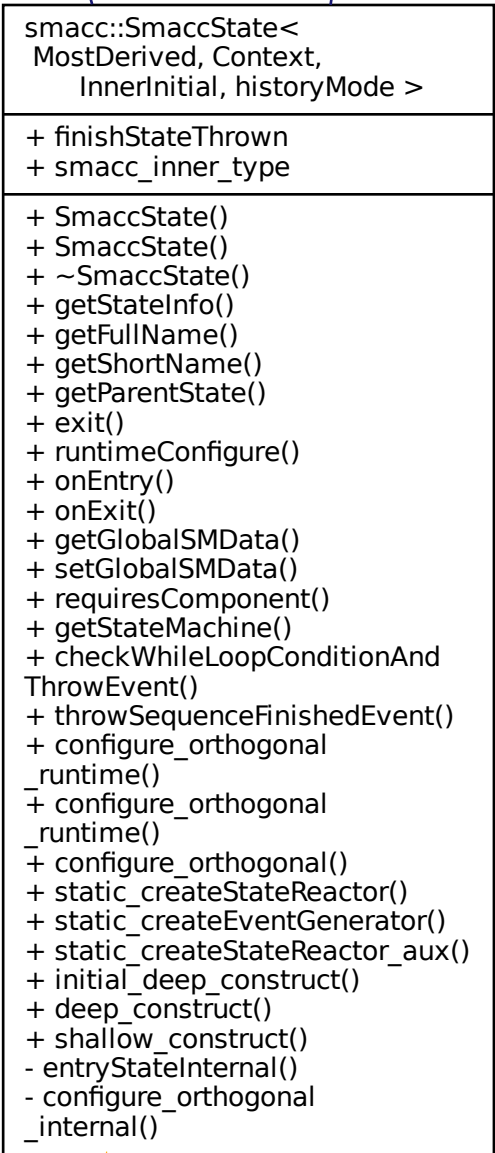 smacc::SmaccState<
MostDerived, Context,
InnerInitial, historyMode >
+ finishStateThrown
+ smacc_inner_type
+ SmaccState()
+ SmaccState()
+ ~SmaccState()
+ getStateInfo()
+ getFullName()
+ getShortName()
+ getParentState()
+ exit()
+ runtimeConfigure()
+ onEntry()
+ onExit()
+ getGlobalSMData()
+ setGlobalSMData()
+ requiresComponent()
+ getStateMachine()
+ checkWhileLoopConditionAnd
ThrowEvent()
+ throwSequenceFinishedEvent()
+ configure_orthogonal
_runtime()
+ configure_orthogonal
_runtime()
+ configure_orthogonal()
+ static_createStateReactor()
+ static_createEventGenerator()
+ static_createStateReactor_aux()
+ initial_deep_construct()
+ deep_construct()
+ shallow_construct()
- entryStateInternal()
- configure_orthogonal
_internal()